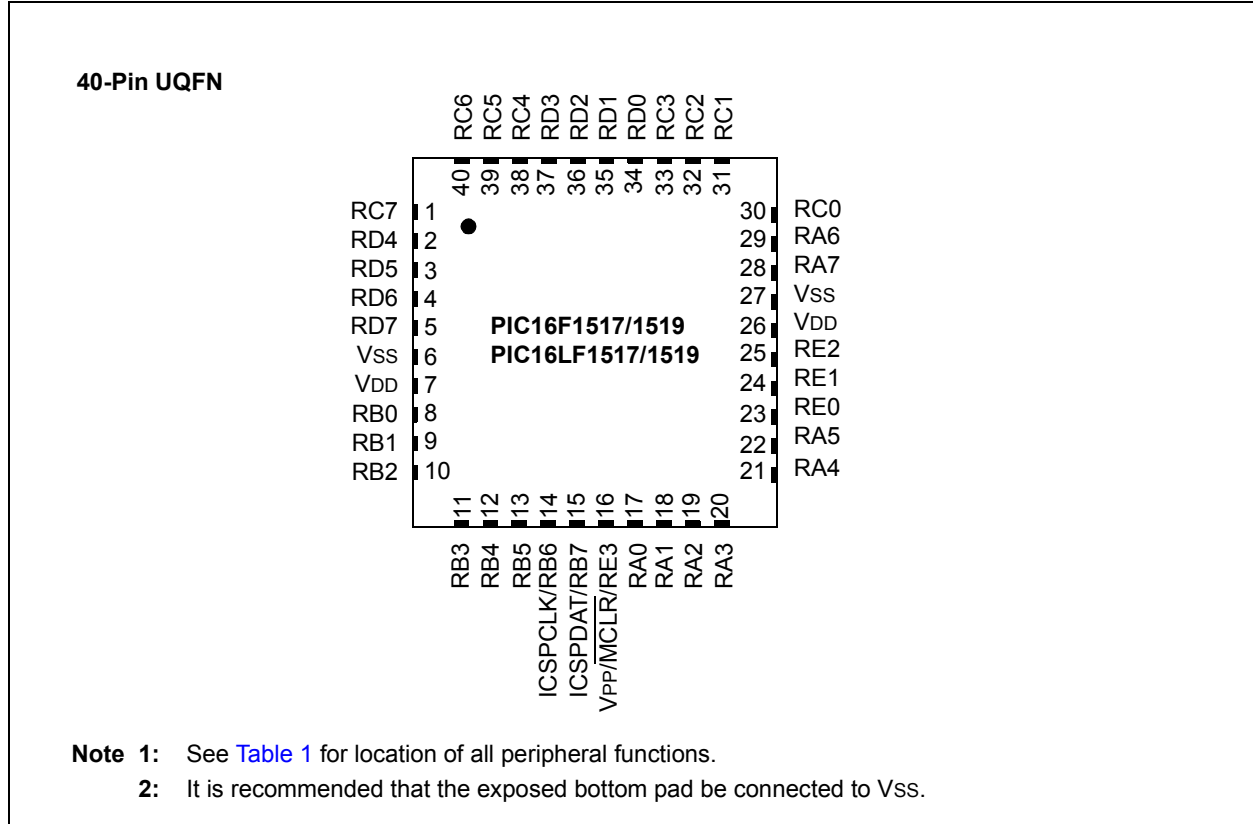 40-Pin UQFN
RC6
RC5
RC4
RD3
RD2
RD1
RD0
RC3
RC2
RC1
40
39
38
37
36
35
34
33
32
31
RC7 1
RD4 2
RD5 3
RD6 4
RD7 5
VSS 6
VDD 7
RB0 8
RB1 9
RB2 10
PIC16F1517/1519
PIC16LF1517/1519
30 RC0
29 RA6
28 RA7
27 VSS
26 VDD
25 RE2
24 RE1
23 RE0
22 RA5
21 RA4
11
12
13
14
15
16
17
18
19
20
RB3
RB4
RB5
ICSPCLK/RB6
ICSPDAT/RB7
VPP/MCLR/RE3
RA0
RA1
RA2
RA3
Note 1: See Table 1 for location of all peripheral functions.
2: It is recommended that the exposed bottom pad be connected to VSS.